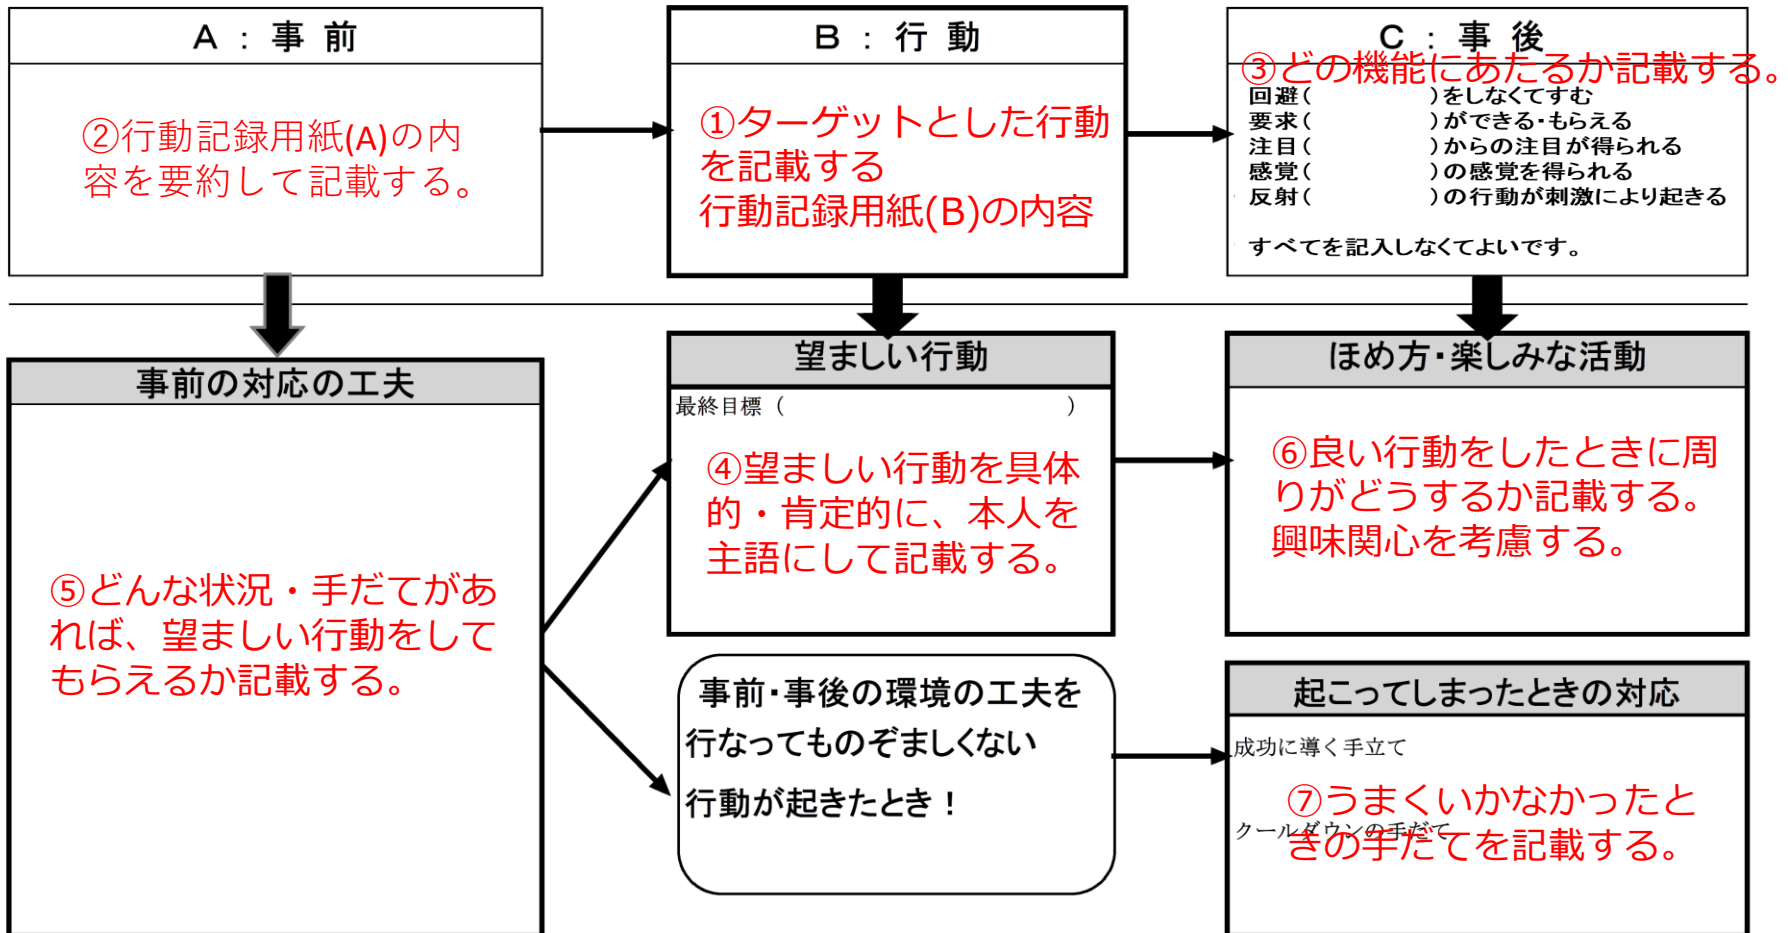 A : 事 前
②行動記録用紙(A)の内
容を要約して記載する。
B : 行 動
①ターゲットとした行動
を記載する
行動記録用紙(B)の内容
C : 事 後
③どの機能にあたるか記載する。
回避( )をしなくてすむ
要求( )ができる・もらえる
注目( )からの注目が得られる
感覚( )の感覚を得られる
反射( )の行動が刺激により起きる
すべてを記入しなくてよいです。
事前の対応の工夫
⑤どんな状況・手だてがあ
れば、望ましい行動をして
もらえるか記載する。
望ましい行動
最終目標（ ）
④望ましい行動を具体
的・肯定的に、本人を
主語にして記載する。
ほめ方・楽しみな活動
⑥良い行動をしたときに周
りがどうするか記載する。
興味関心を考慮する。
事前・事後の環境の工夫を
行なってものぞましくない
行動が起きたとき！
起こってしまったときの対応
成功に導く手立て
⑦うまくいかなかったと
きの手だてを記載する。
クールダウンの手だて